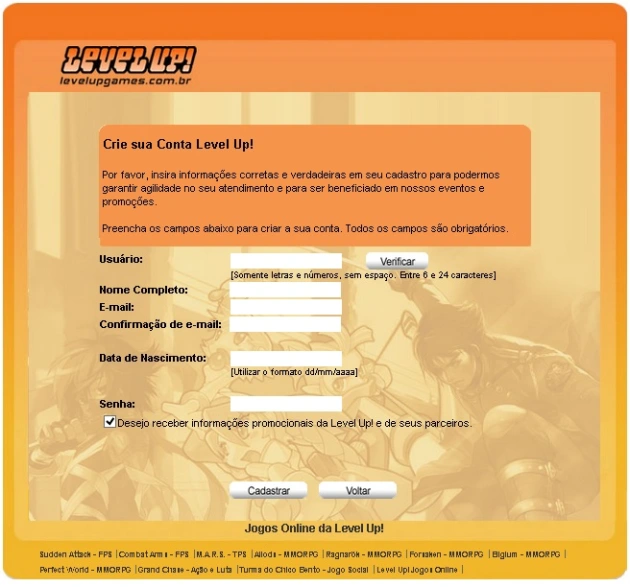 LEVEL UP!
levelupgames.com.br
Crie sua Conta Level Up!
Por favor, insira informações corretas e verdadeiras em seu cadastro para podermos
garantir agilidade no seu atendimento e para ser beneficiado em nossos eventos e
promoções.
Preencha os campos abaixo para criar a sua conta. Todos os campos são obrigatórios.
Usuário: Verificar
[Somente letras e números, sem espaço. Entre 6 e 24 caracteres]
Nome Completo:
E-mail:
Confirmação de e-mail:
Data de Nascimento:
[Utilizar o formato dd/mm/aaaa]
Senha:
Desejo receber informações promocionais da Level Up! e de seus parceiros.
Cadastrar Voltar
Jogos Online da Level Up!
Sudden Attack - FPS | Combat Arms - FPS | M.A.R.S. - TPS | Allods - MMORPG | Ragnarök - MMORPG | Forsaken - MMORPG | Eligium - MMORPG |
Perfect World - MMORPG | Grand Chase - Ação e Luta | Turma do Chico Bento - Jogo Social | Level Up! Jogos Online |